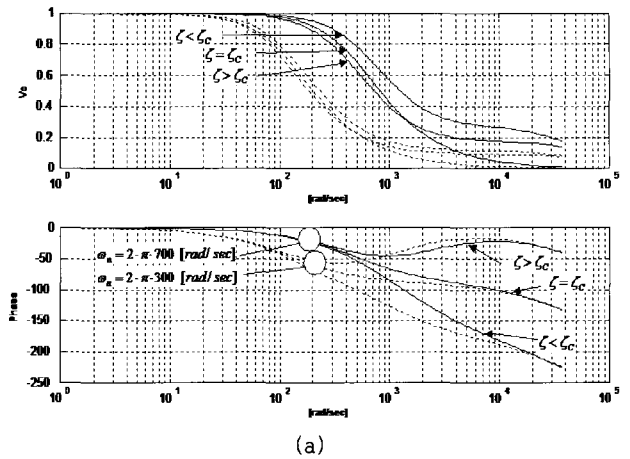 1
0.8
0.6
0.4
0.2
0
Vo
ζ<ζc
ζ=ζc
ζ>ζc
10^0 10^1 10^2 10^3 10^4 10^5
[rad/sec]
0
-50
-100
-150
-200
-250
Phase
ω_n = 2·π·700 [rad/sec]
ω_n = 2·π·300 [rad/sec]
ζ>ζc
ζ=ζc
ζ<ζc
10^0 10^1 10^2 10^3 10^4 10^5
[rad/sec]
(a)